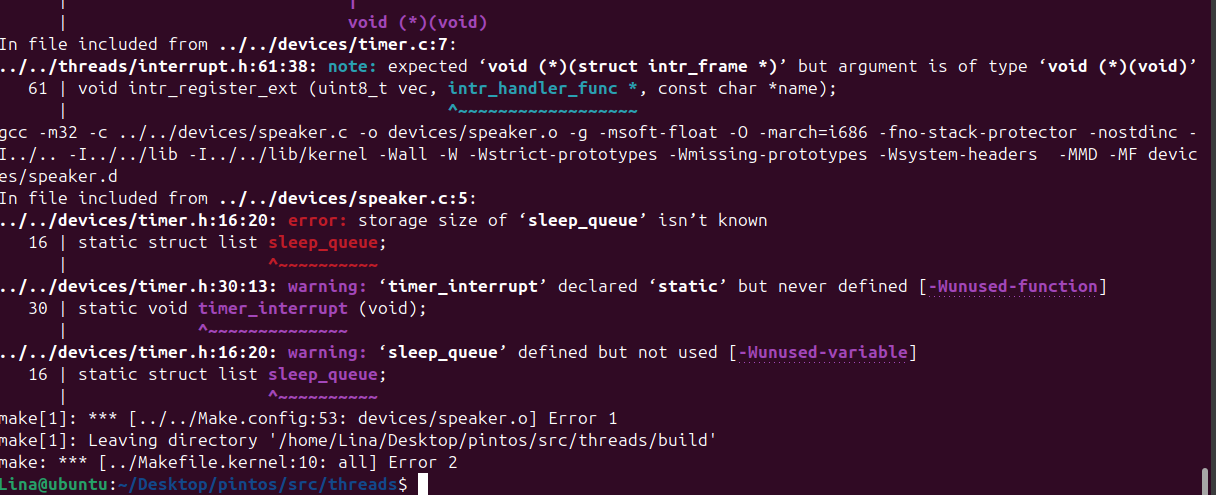 |                            |
|                            void (*)(void)
In file included from ../../devices/timer.c:7:
../../threads/interrupt.h:61:38: note: expected ‘void (*)(struct intr_frame *)’ but argument is of type ‘void (*)(void)’
61 | void intr_register_ext (uint8_t vec, intr_handler_func *, const char *name);
|                                      ^~~~~~~~~~~~~~~~~~~
gcc -m32 -c ../../devices/speaker.c -o devices/speaker.o -g -msoft-float -O -march=i686 -fno-stack-protector -nostdinc -
I../.. -I../../lib -I../../lib/kernel -Wall -W -Wstrict-prototypes -Wmissing-prototypes -Wsystem-headers  -MMD -MF devic
es/speaker.d
In file included from ../../devices/speaker.c:5:
../../devices/timer.h:16:20: error: storage size of ‘sleep_queue’ isn’t known
16 | static struct list sleep_queue;
|                    ^~~~~~~~~~~
../../devices/timer.h:30:13: warning: ‘timer_interrupt’ declared ‘static’ but never defined [-Wunused-function]
30 | static void timer_interrupt (void);
|             ^~~~~~~~~~~~~~~
../../devices/timer.h:16:20: warning: ‘sleep_queue’ defined but not used [-Wunused-variable]
16 | static struct list sleep_queue;
|                    ^~~~~~~~~~~
make[1]: *** [../../Make.config:53: devices/speaker.o] Error 1
make[1]: Leaving directory '/home/Lina/Desktop/pintos/src/threads/build'
make: *** [../Makefile.kernel:10: all] Error 2
Lina@ubuntu:~/Desktop/pintos/src/threads$